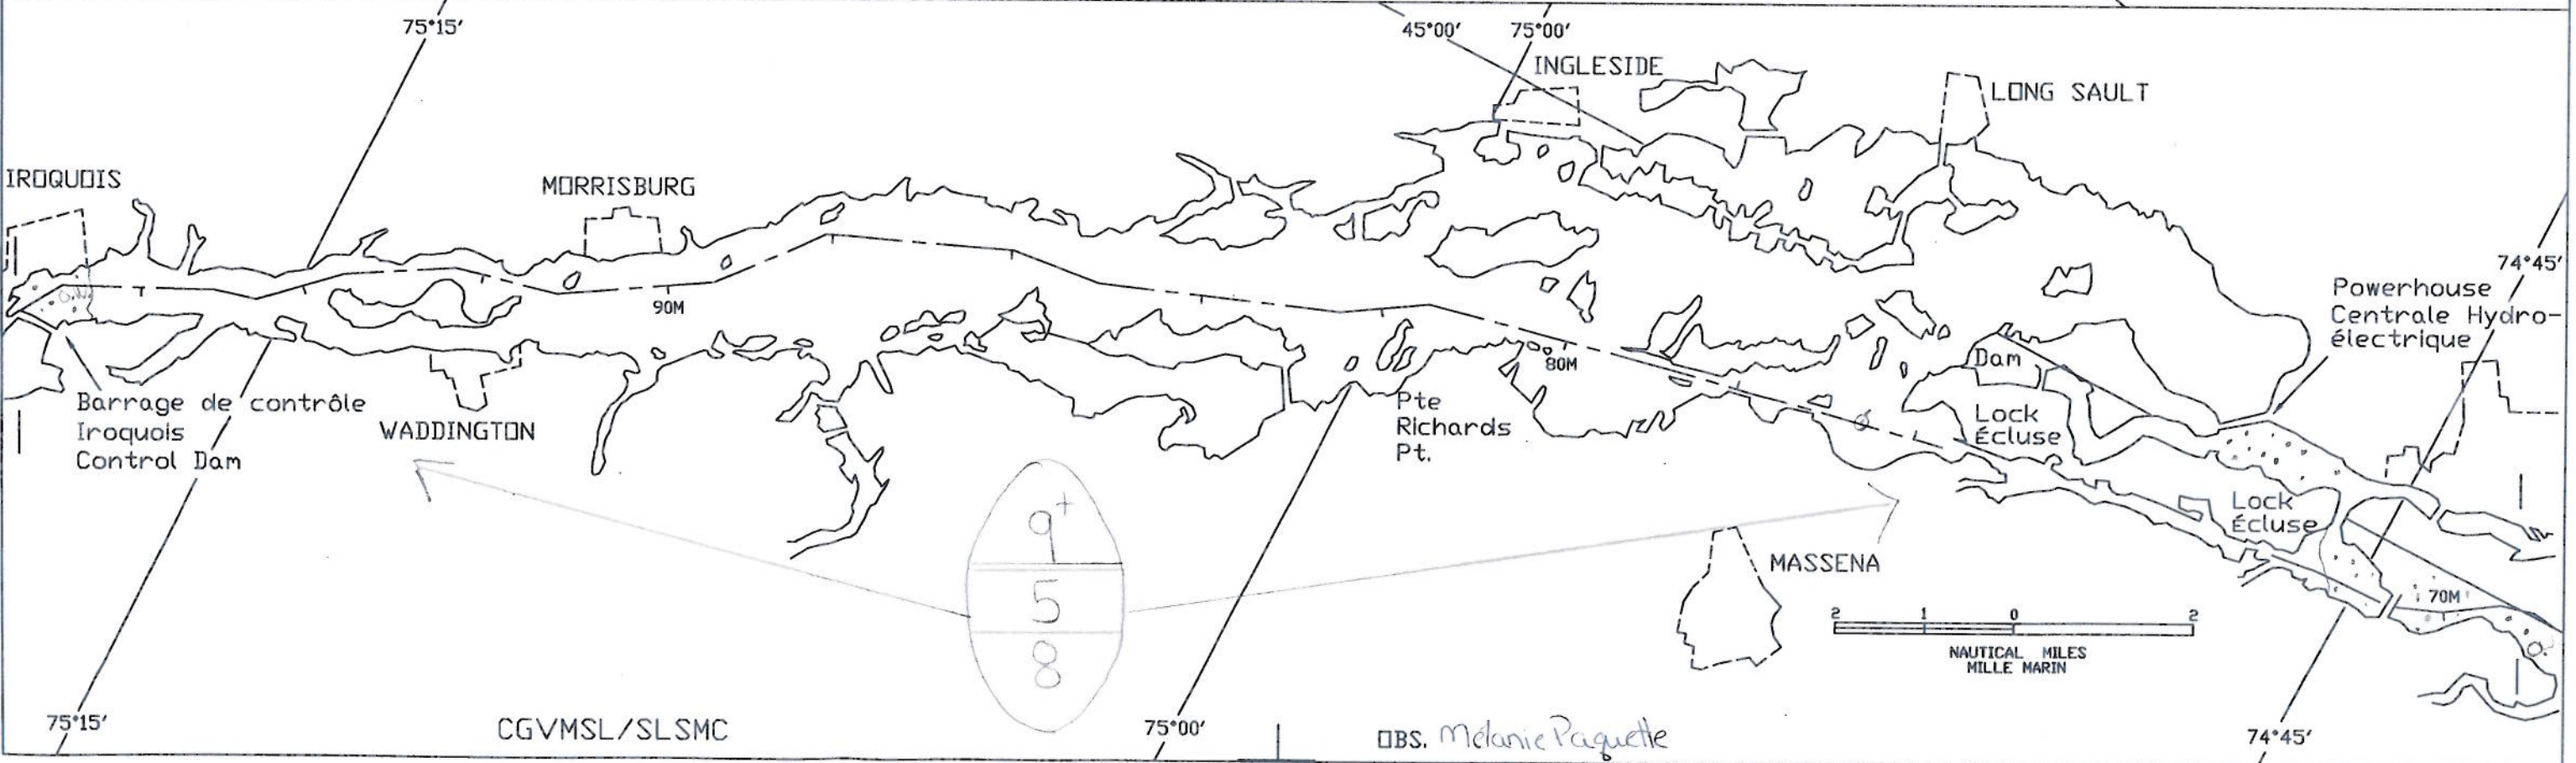 75°15'
45°00'
75°00'
INGLESIDE
LONG SAULT
IROQUOIS
MORRISBURG
74°45'
Powerhouse
Centrale Hydro-
électrique
90M
80M
Dam
Barrage de contrôle
Iroquois
Control Dam
WADDINGTON
Pte
Richards
Pt.
Lock
Écluse
Lock
Écluse
9+
5
8
MASSENA
70M
2 1 0 2
NAUTICAL MILES
MILLE MARIN
75°15'
CGVMSL/SLSMC
75°00'
OBS. Mélanie Paquette
74°45'